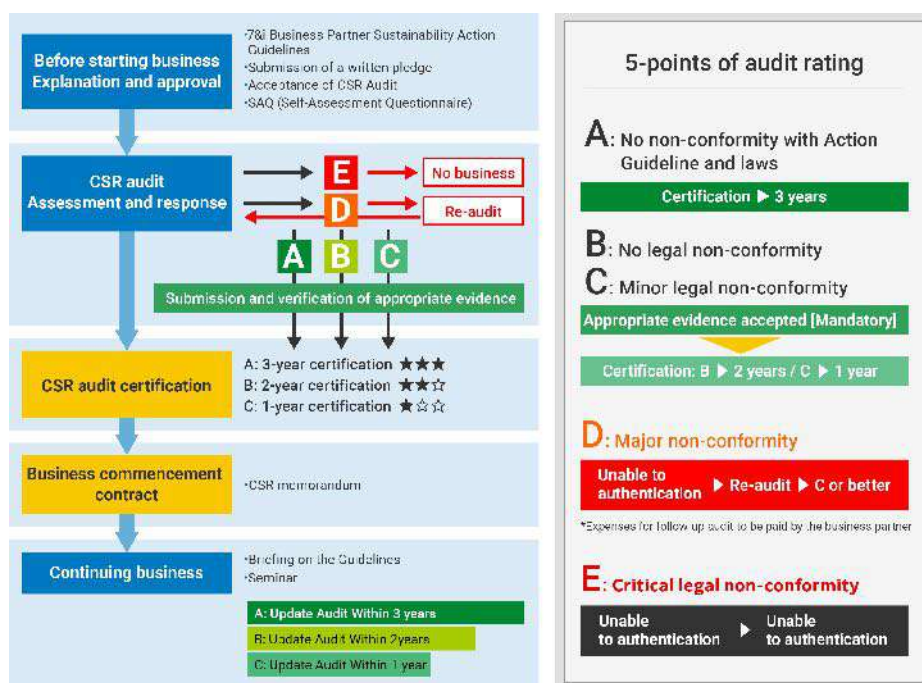 Before starting business
Explanation and approval
·7&i Business Partner Sustainability Action
Guidelines
·Submission of a written pledge
·Acceptance of CSR Audit
·SAQ (Self-Assessment Questionnaire)
CSR audit
Assessment and response
E
No business
D
Re-audit
A
B
C
Submission and verification of appropriate evidence
CSR audit certification
A: 3-year certification ★★★
B: 2-year certification ★★☆
C: 1-year certification ★☆☆
Business commencement
contract
·CSR memorandum
Continuing business
·Briefing on the Guidelines
·Seminar
A: Update Audit Within 3 years
B: Update Audit Within 2years
C: Update Audit Within 1 year
5-points of audit rating
A: No non-conformity with Action
Guideline and laws
Certification ▶ 3 years
B: No legal non-conformity
C: Minor legal non-conformity
Appropriate evidence accepted [Mandatory]
Certification: B ▶ 2 years / C ▶ 1 year
D: Major non-conformity
Unable to
authentication ▶ Re-audit ▶ C or better
*Expenses for follow up audit to be paid by the business partner
E: Critical legal non-conformity
Unable
to authentication ▶ Unable
to authentication